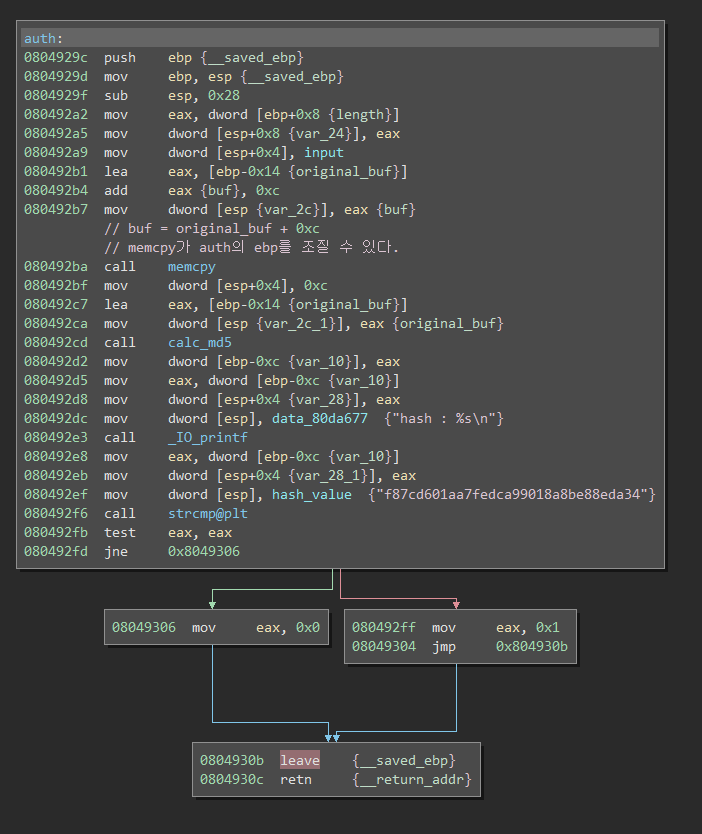 auth:
0804929c push ebp {__saved_ebp}
0804929d mov ebp, esp {__saved_ebp}
0804929f sub esp, 0x28
080492a2 mov eax, dword [ebp+0x8 {length}]
080492a5 mov dword [esp+0x8 {var_24}], eax
080492a9 mov dword [esp+0x4], input
080492b1 lea eax, [ebp-0x14 {original_buf}]
080492b4 add eax {buf}, 0xc
080492b7 mov dword [esp {var_2c}], eax {buf}
// buf = original_buf + 0xc
// memcpy가 auth의 ebp를 조질 수 있다.
080492ba call memcpy
080492bf mov dword [esp+0x4], 0xc
080492c7 lea eax, [ebp-0x14 {original_buf}]
080492ca mov dword [esp {var_2c_1}], eax {original_buf}
080492cd call calc_md5
080492d2 mov dword [ebp-0xc {var_10}], eax
080492d5 mov eax, dword [ebp-0xc {var_10}]
080492d8 mov dword [esp+0x4 {var_28}], eax
080492dc mov dword [esp], data_80da677 {"hash : %s\n"}
080492e3 call _IO_printf
080492e8 mov eax, dword [ebp-0xc {var_10}]
080492eb mov dword [esp+0x4 {var_28_1}], eax
080492ef mov dword [esp], hash_value {"f87cd601aa7fedca99018a8be88eda34"}
080492f6 call strcmp@plt
080492fb test eax, eax
080492fd jne 0x8049306
08049306 mov eax, 0x0
080492ff mov eax, 0x1
08049304 jmp 0x804930b
0804930b leave {__saved_ebp}
0804930c retn {__return_addr}